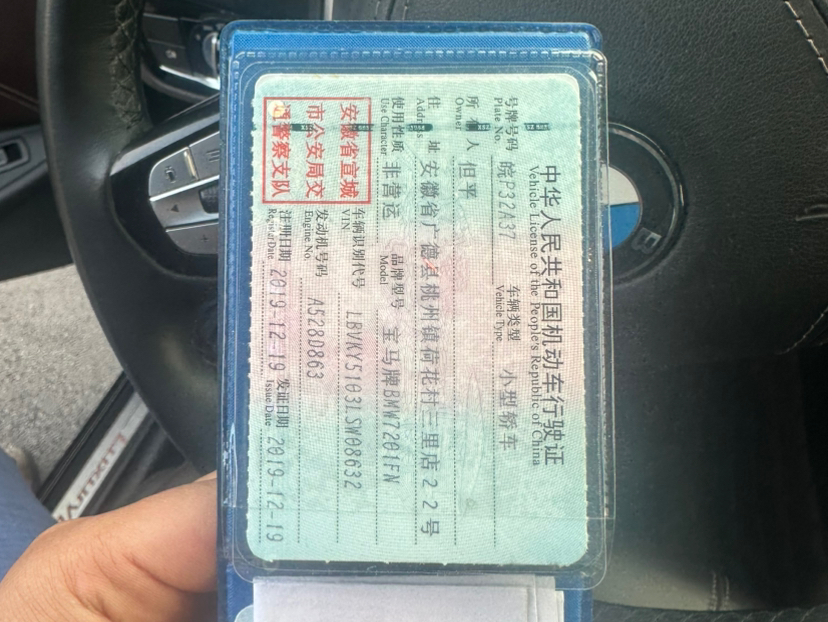 中华人民共和国机动车行驶证
Vehicle License of the People's Republic of China
号牌号码 皖P32A37 车辆类型 小型轿车
Plate No. Vehicle Type
所有人 但平
Owner
住址 安徽省广德县桃州镇荷花村三里店22号
Address
使用性质 非营运 品牌型号 宝马牌BMW7201FN
Use Character Model
安徽省宣城
市公安局交
通警察支队
车辆识别代号 LBVKY5103LSW08632
VIN
发动机号码 A528D863
Engine No.
注册日期 2019-12-19 发证日期 2019-12-19
Register Date Issue Date